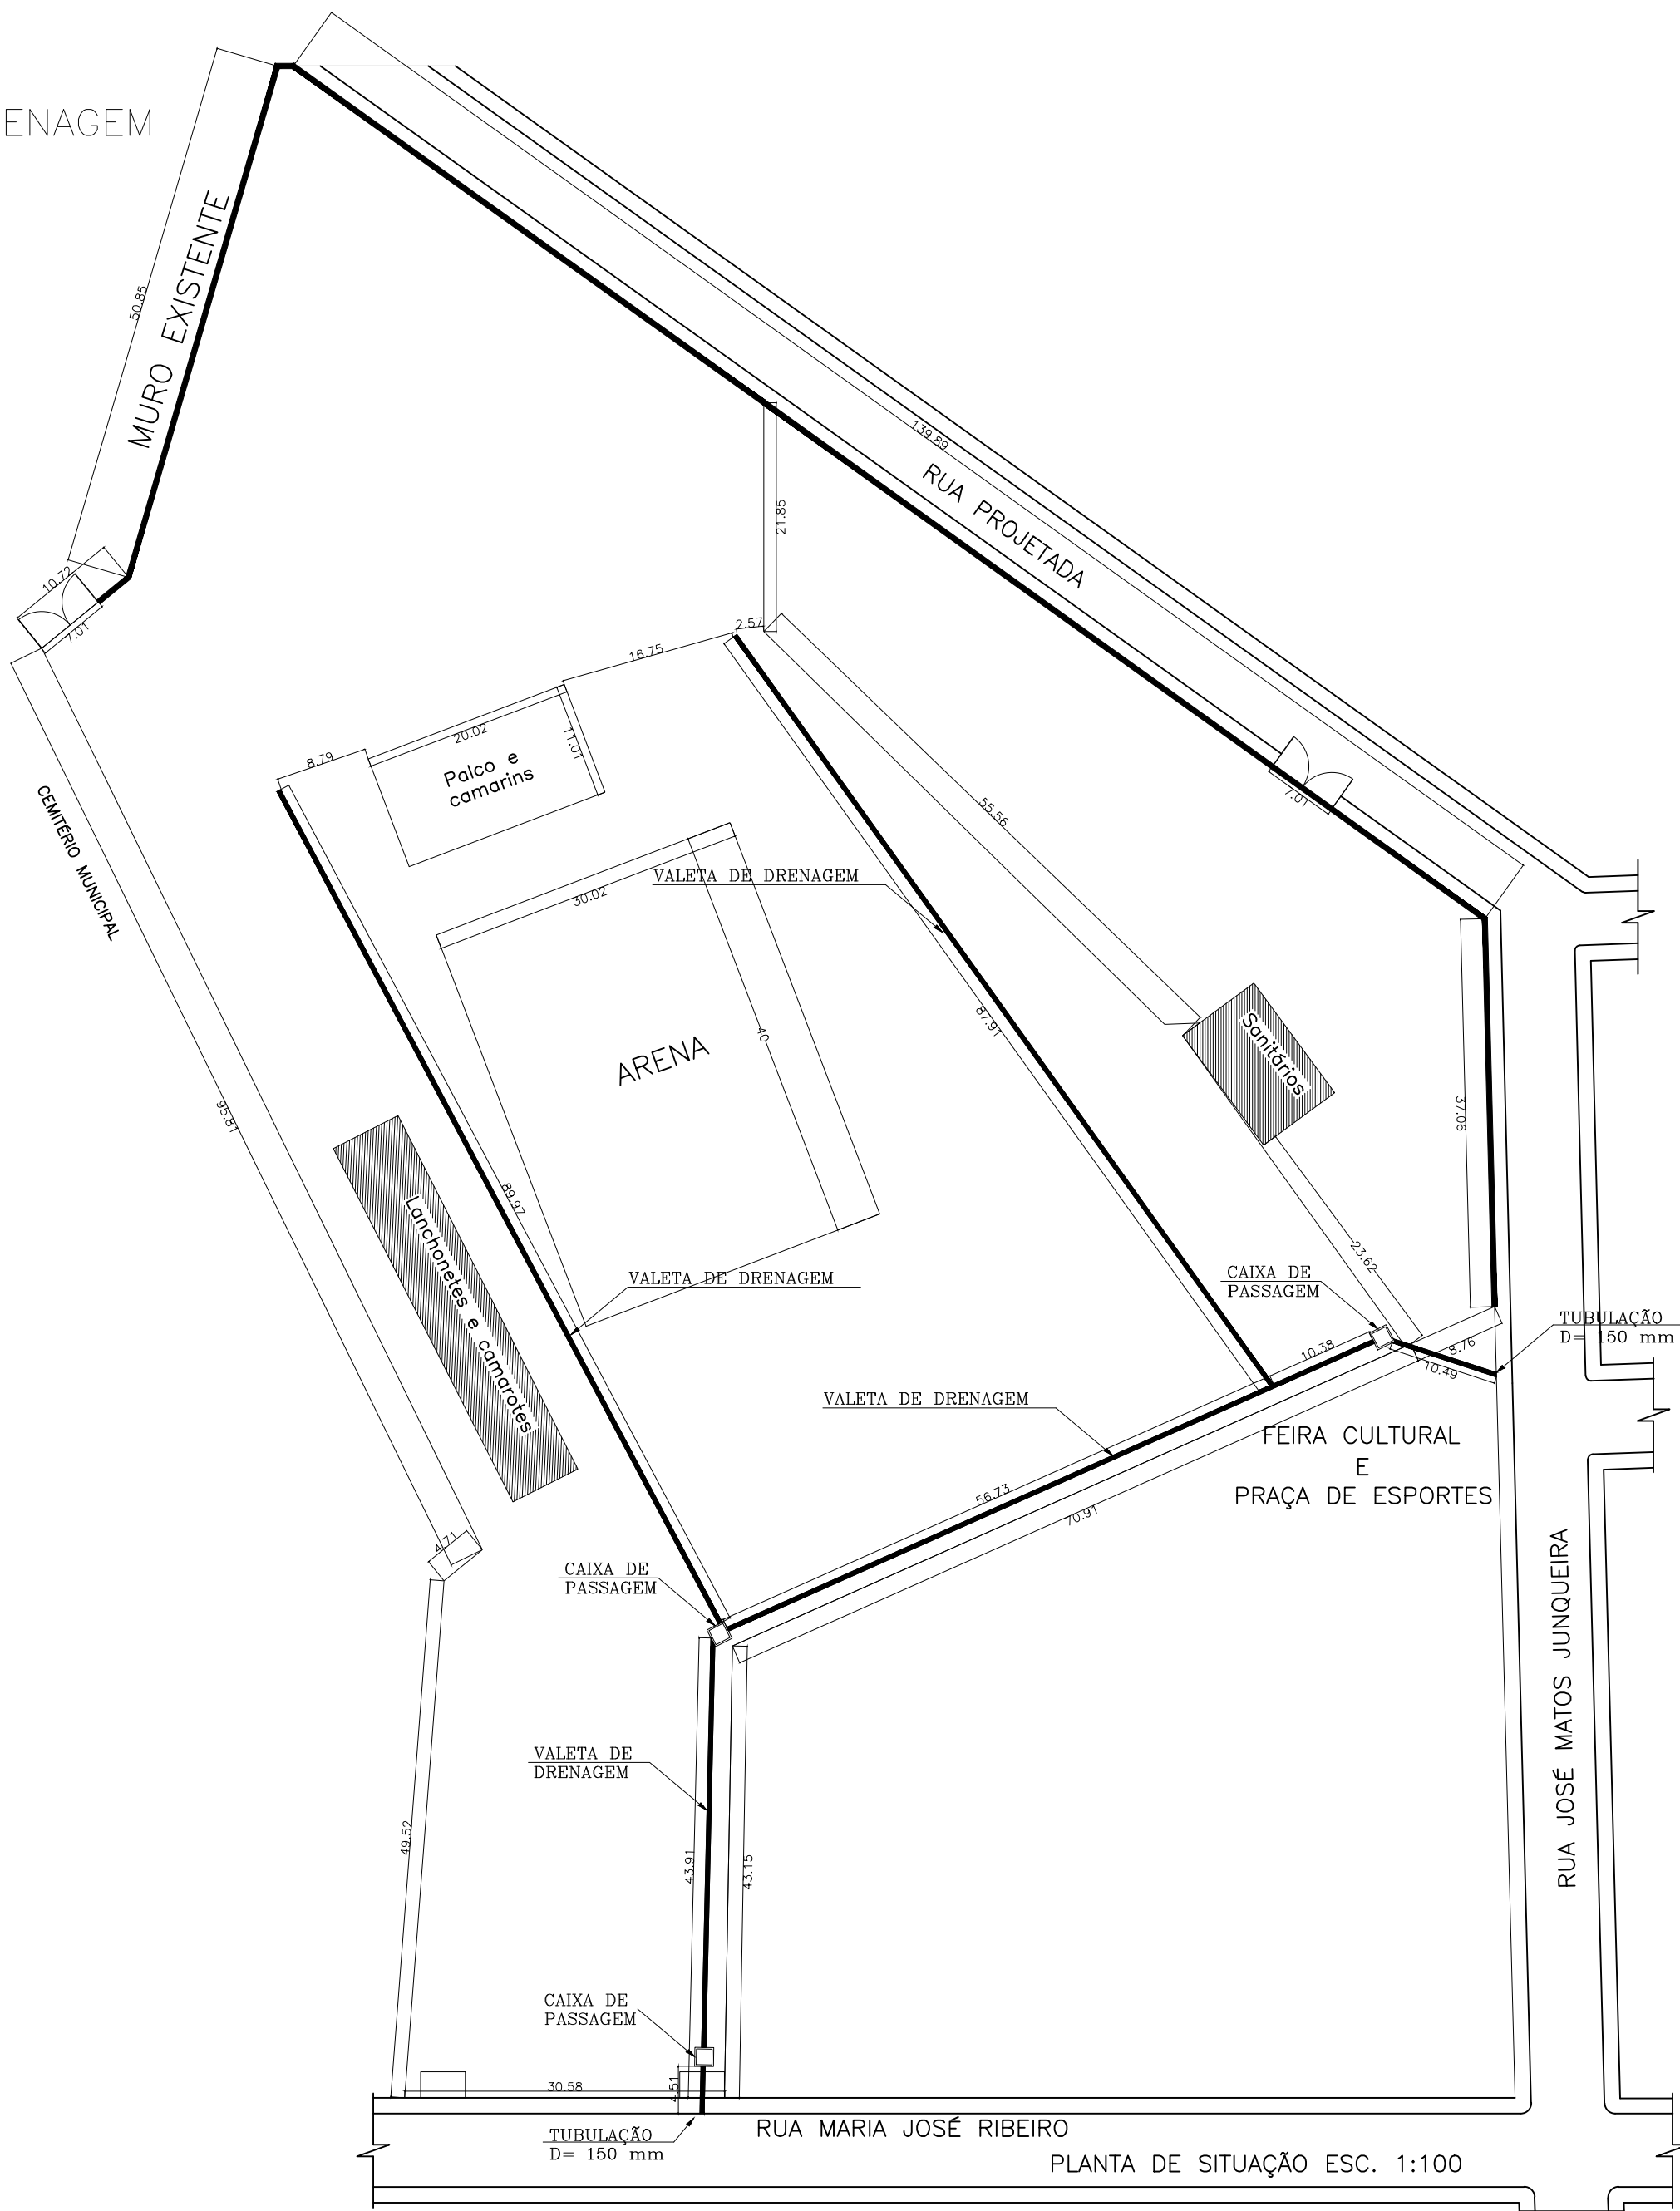 ENAGEM
MURO EXISTENTE
50.85
10.72
7.01
139.89
RUA PROJETADA
21.85
2.57
16.75
20.02
11.01
8.79
Palco e
camarins
7.01
55.56
CEMITÉRIO MUNICIPAL
VALETA DE DRENAGEM
30.02
40
ARENA
87.91
Sanitários
37.06
95.81
89.97
Lanchonetes e camarotes
23.62
VALETA DE DRENAGEM
CAIXA DE
PASSAGEM
TUBULAÇÃO
D= 150 mm
10.38
8.76
10.49
VALETA DE DRENAGEM
FEIRA CULTURAL
E
PRAÇA DE ESPORTES
56.73
70.91
4.71
CAIXA DE
PASSAGEM
RUA JOSÉ MATOS JUNQUEIRA
VALETA DE
DRENAGEM
49.52
43.91
43.15
CAIXA DE
PASSAGEM
30.58
4.51
TUBULAÇÃO
D= 150 mm
RUA MARIA JOSÉ RIBEIRO
PLANTA DE SITUAÇÃO ESC. 1:100